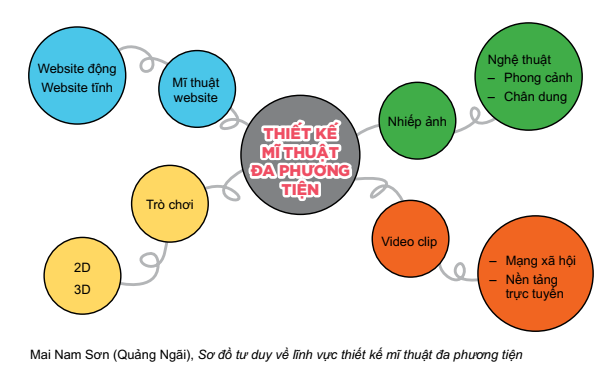 Website động
Website tĩnh
Mĩ thuật
website
THIẾT KẾ
MĨ THUẬT
ĐA PHƯƠNG
TIỆN
Nhiếp ảnh
Nghệ thuật
– Phong cảnh
– Chân dung
Trò chơi
2D
3D
Video clip
– Mạng xã hội
– Nền tảng
trực tuyến
Mai Nam Sơn (Quảng Ngãi), Sơ đồ tư duy về lĩnh vực thiết kế mĩ thuật đa phương tiện